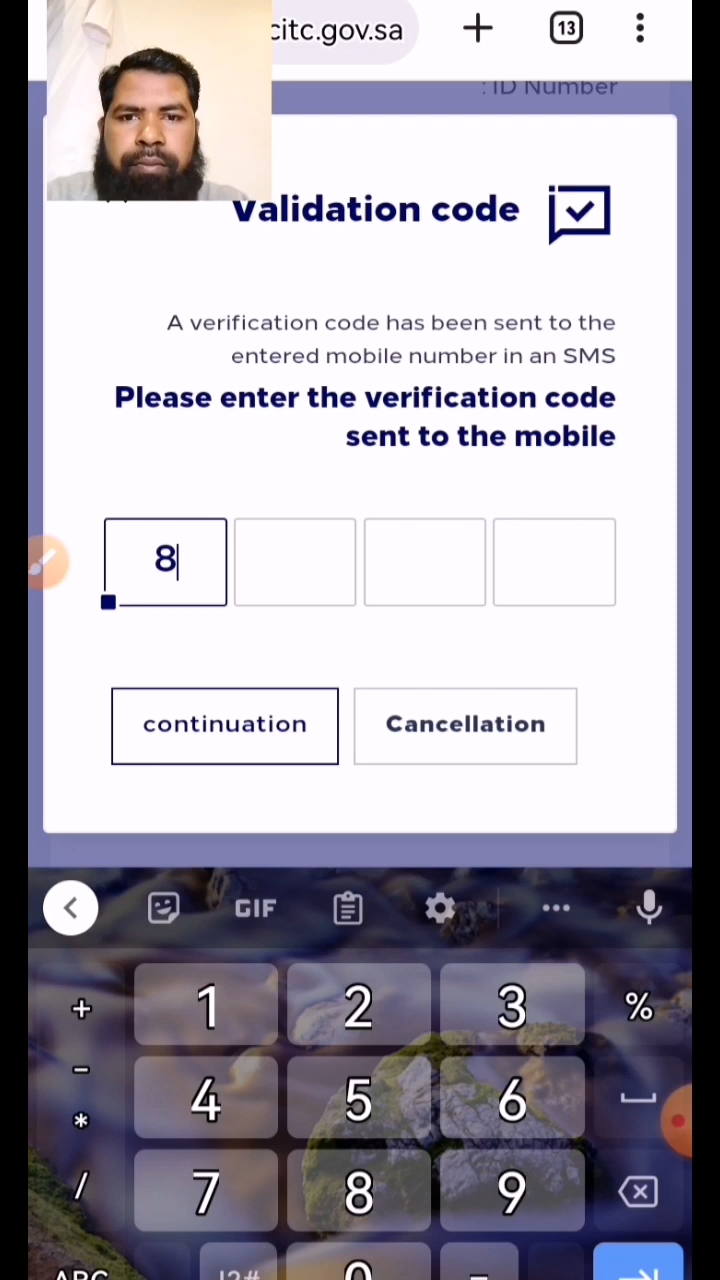 citc.gov.sa
13
: ID Number
Validation code
A verification code has been sent to the
entered mobile number in an SMS
Please enter the verification code
sent to the mobile
8
continuation
Cancellation
GIF
+ 1 2 3 %
-
4 5 6
*
/ 7 8 9
ABC !?# 0